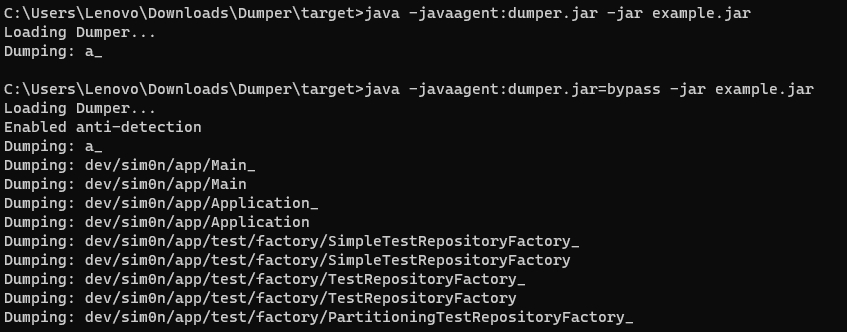 C:\Users\Lenovo\Downloads\Dumper\target>java -javaagent:dumper.jar -jar example.jar
Loading Dumper...
Dumping: a_
C:\Users\Lenovo\Downloads\Dumper\target>java -javaagent:dumper.jar=bypass -jar example.jar
Loading Dumper...
Enabled anti-detection
Dumping: a_
Dumping: dev/sim0n/app/Main_
Dumping: dev/sim0n/app/Main
Dumping: dev/sim0n/app/Application_
Dumping: dev/sim0n/app/Application
Dumping: dev/sim0n/app/test/factory/SimpleTestRepositoryFactory_
Dumping: dev/sim0n/app/test/factory/SimpleTestRepositoryFactory
Dumping: dev/sim0n/app/test/factory/TestRepositoryFactory_
Dumping: dev/sim0n/app/test/factory/TestRepositoryFactory
Dumping: dev/sim0n/app/test/factory/PartitioningTestRepositoryFactory_